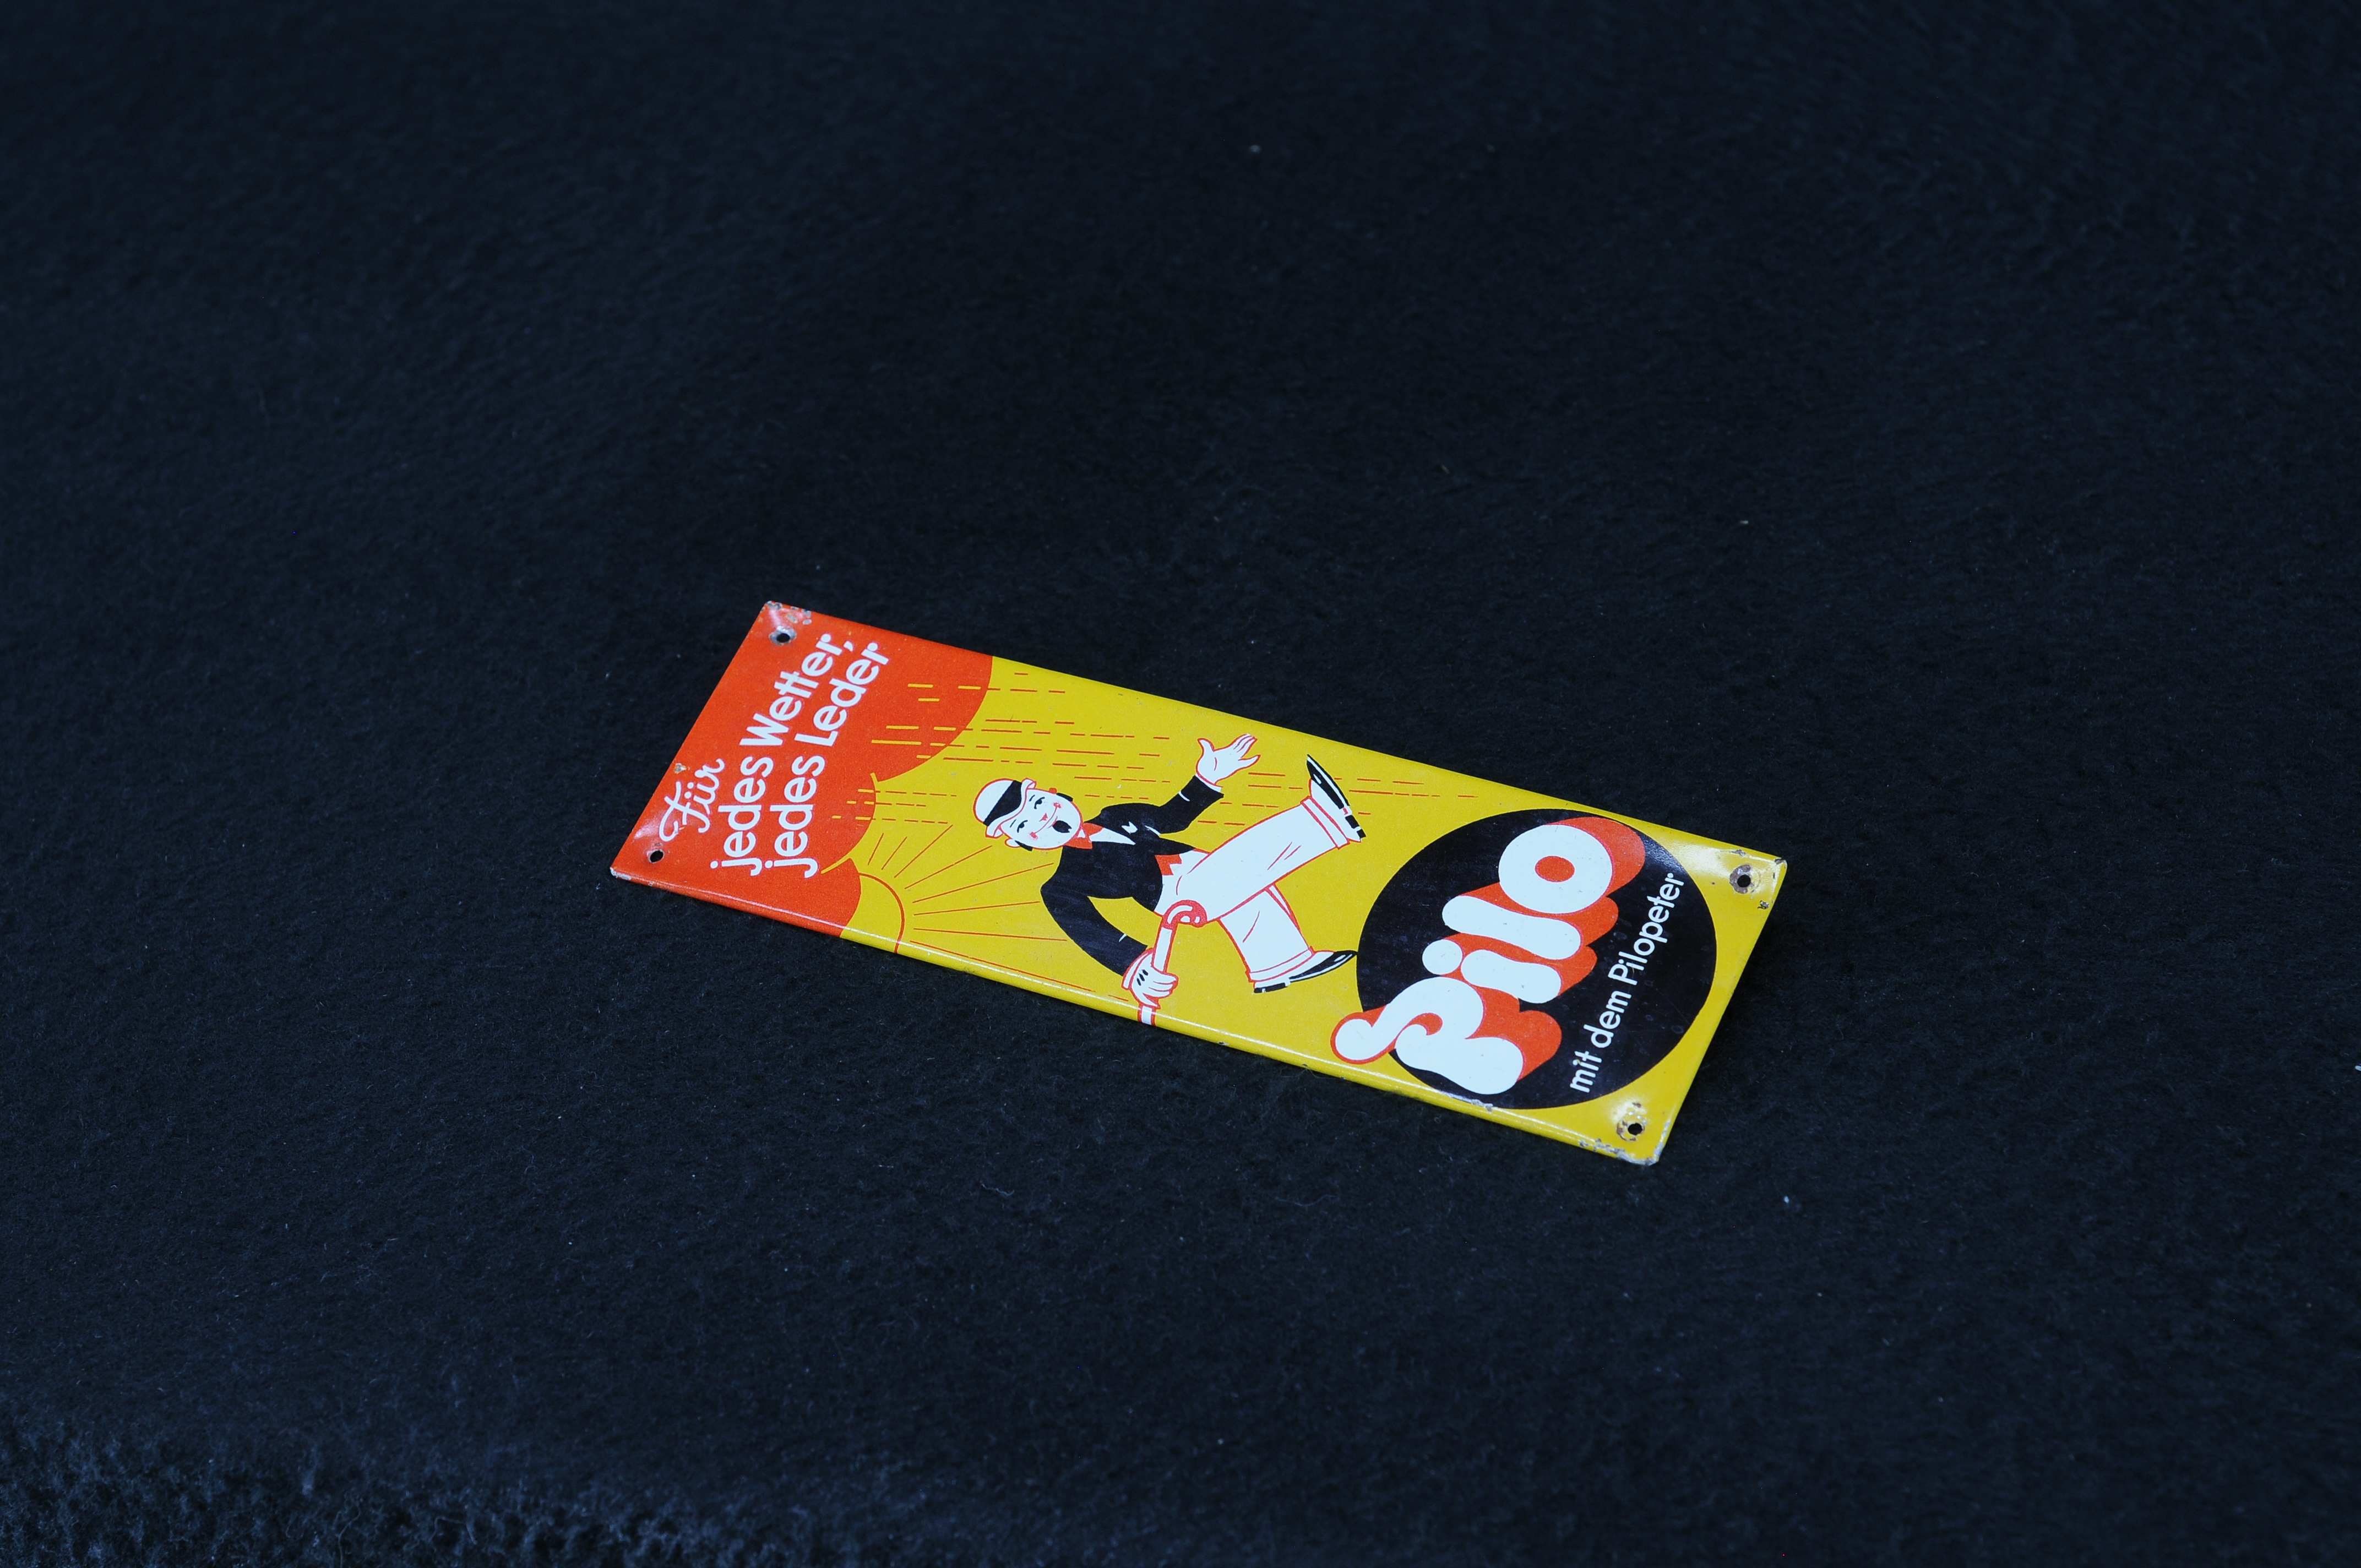 Für
jedes Wetter,
jedes Leder
Pilo
mit dem Pilopeter